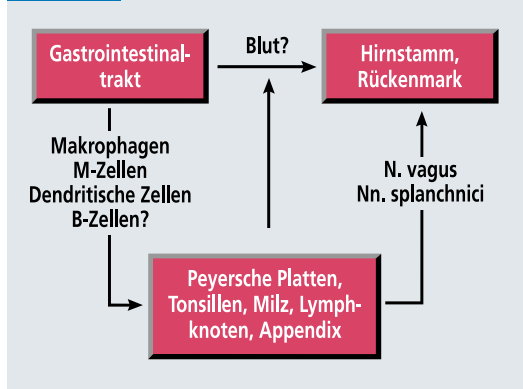 Gastrointestinal-
trakt
Blut?
Hirnstamm,
Rückenmark
Makrophagen
M-Zellen
Dendritische Zellen
B-Zellen?
N. vagus
Nn. splanchnici
Peyersche Platten,
Tonsillen, Milz, Lymph-
knoten, Appendix